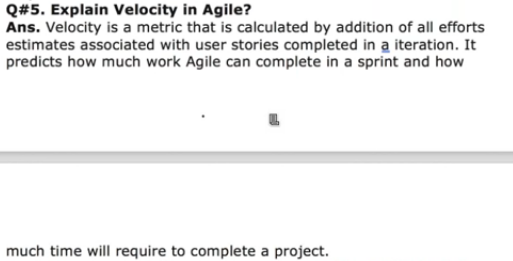 Q#5. Explain Velocity in Agile?
Ans. Velocity is a metric that is calculated by addition of all efforts
estimates associated with user stories completed in a iteration. It
predicts how much work Agile can complete in a sprint and how
much time will require to complete a project.